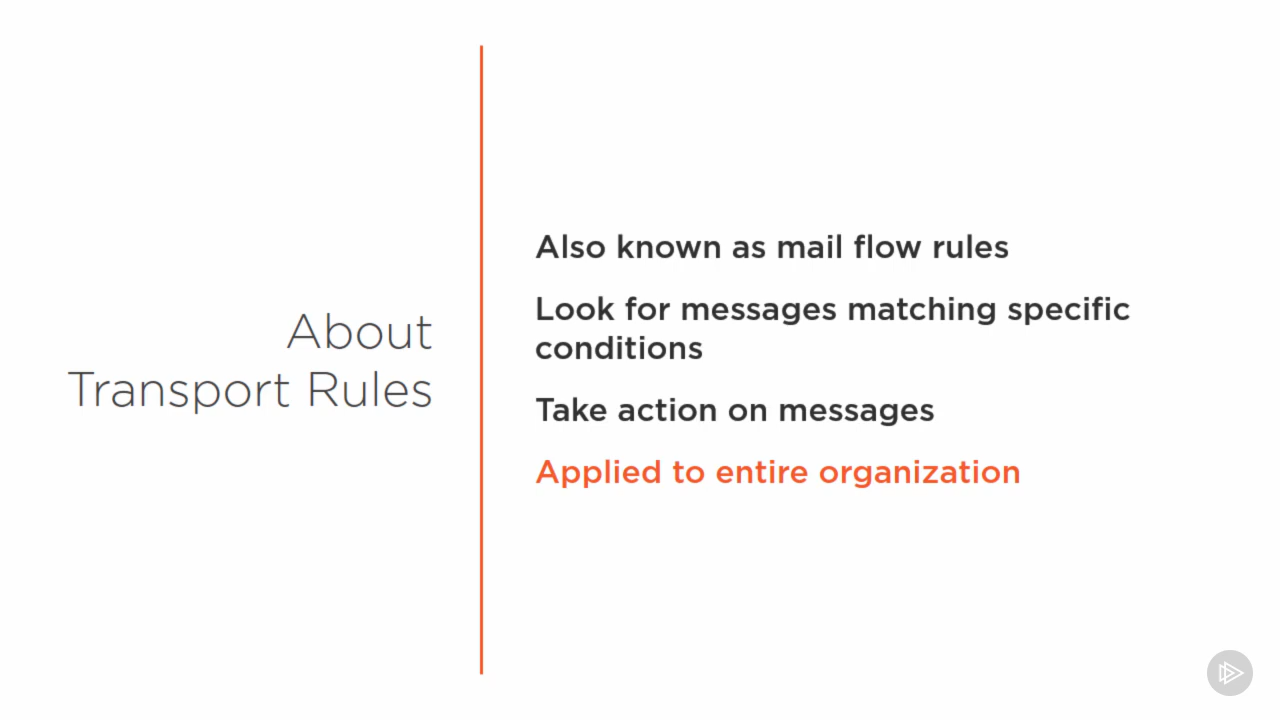 About
Transport Rules
Also known as mail flow rules
Look for messages matching specific
conditions
Take action on messages
Applied to entire organization